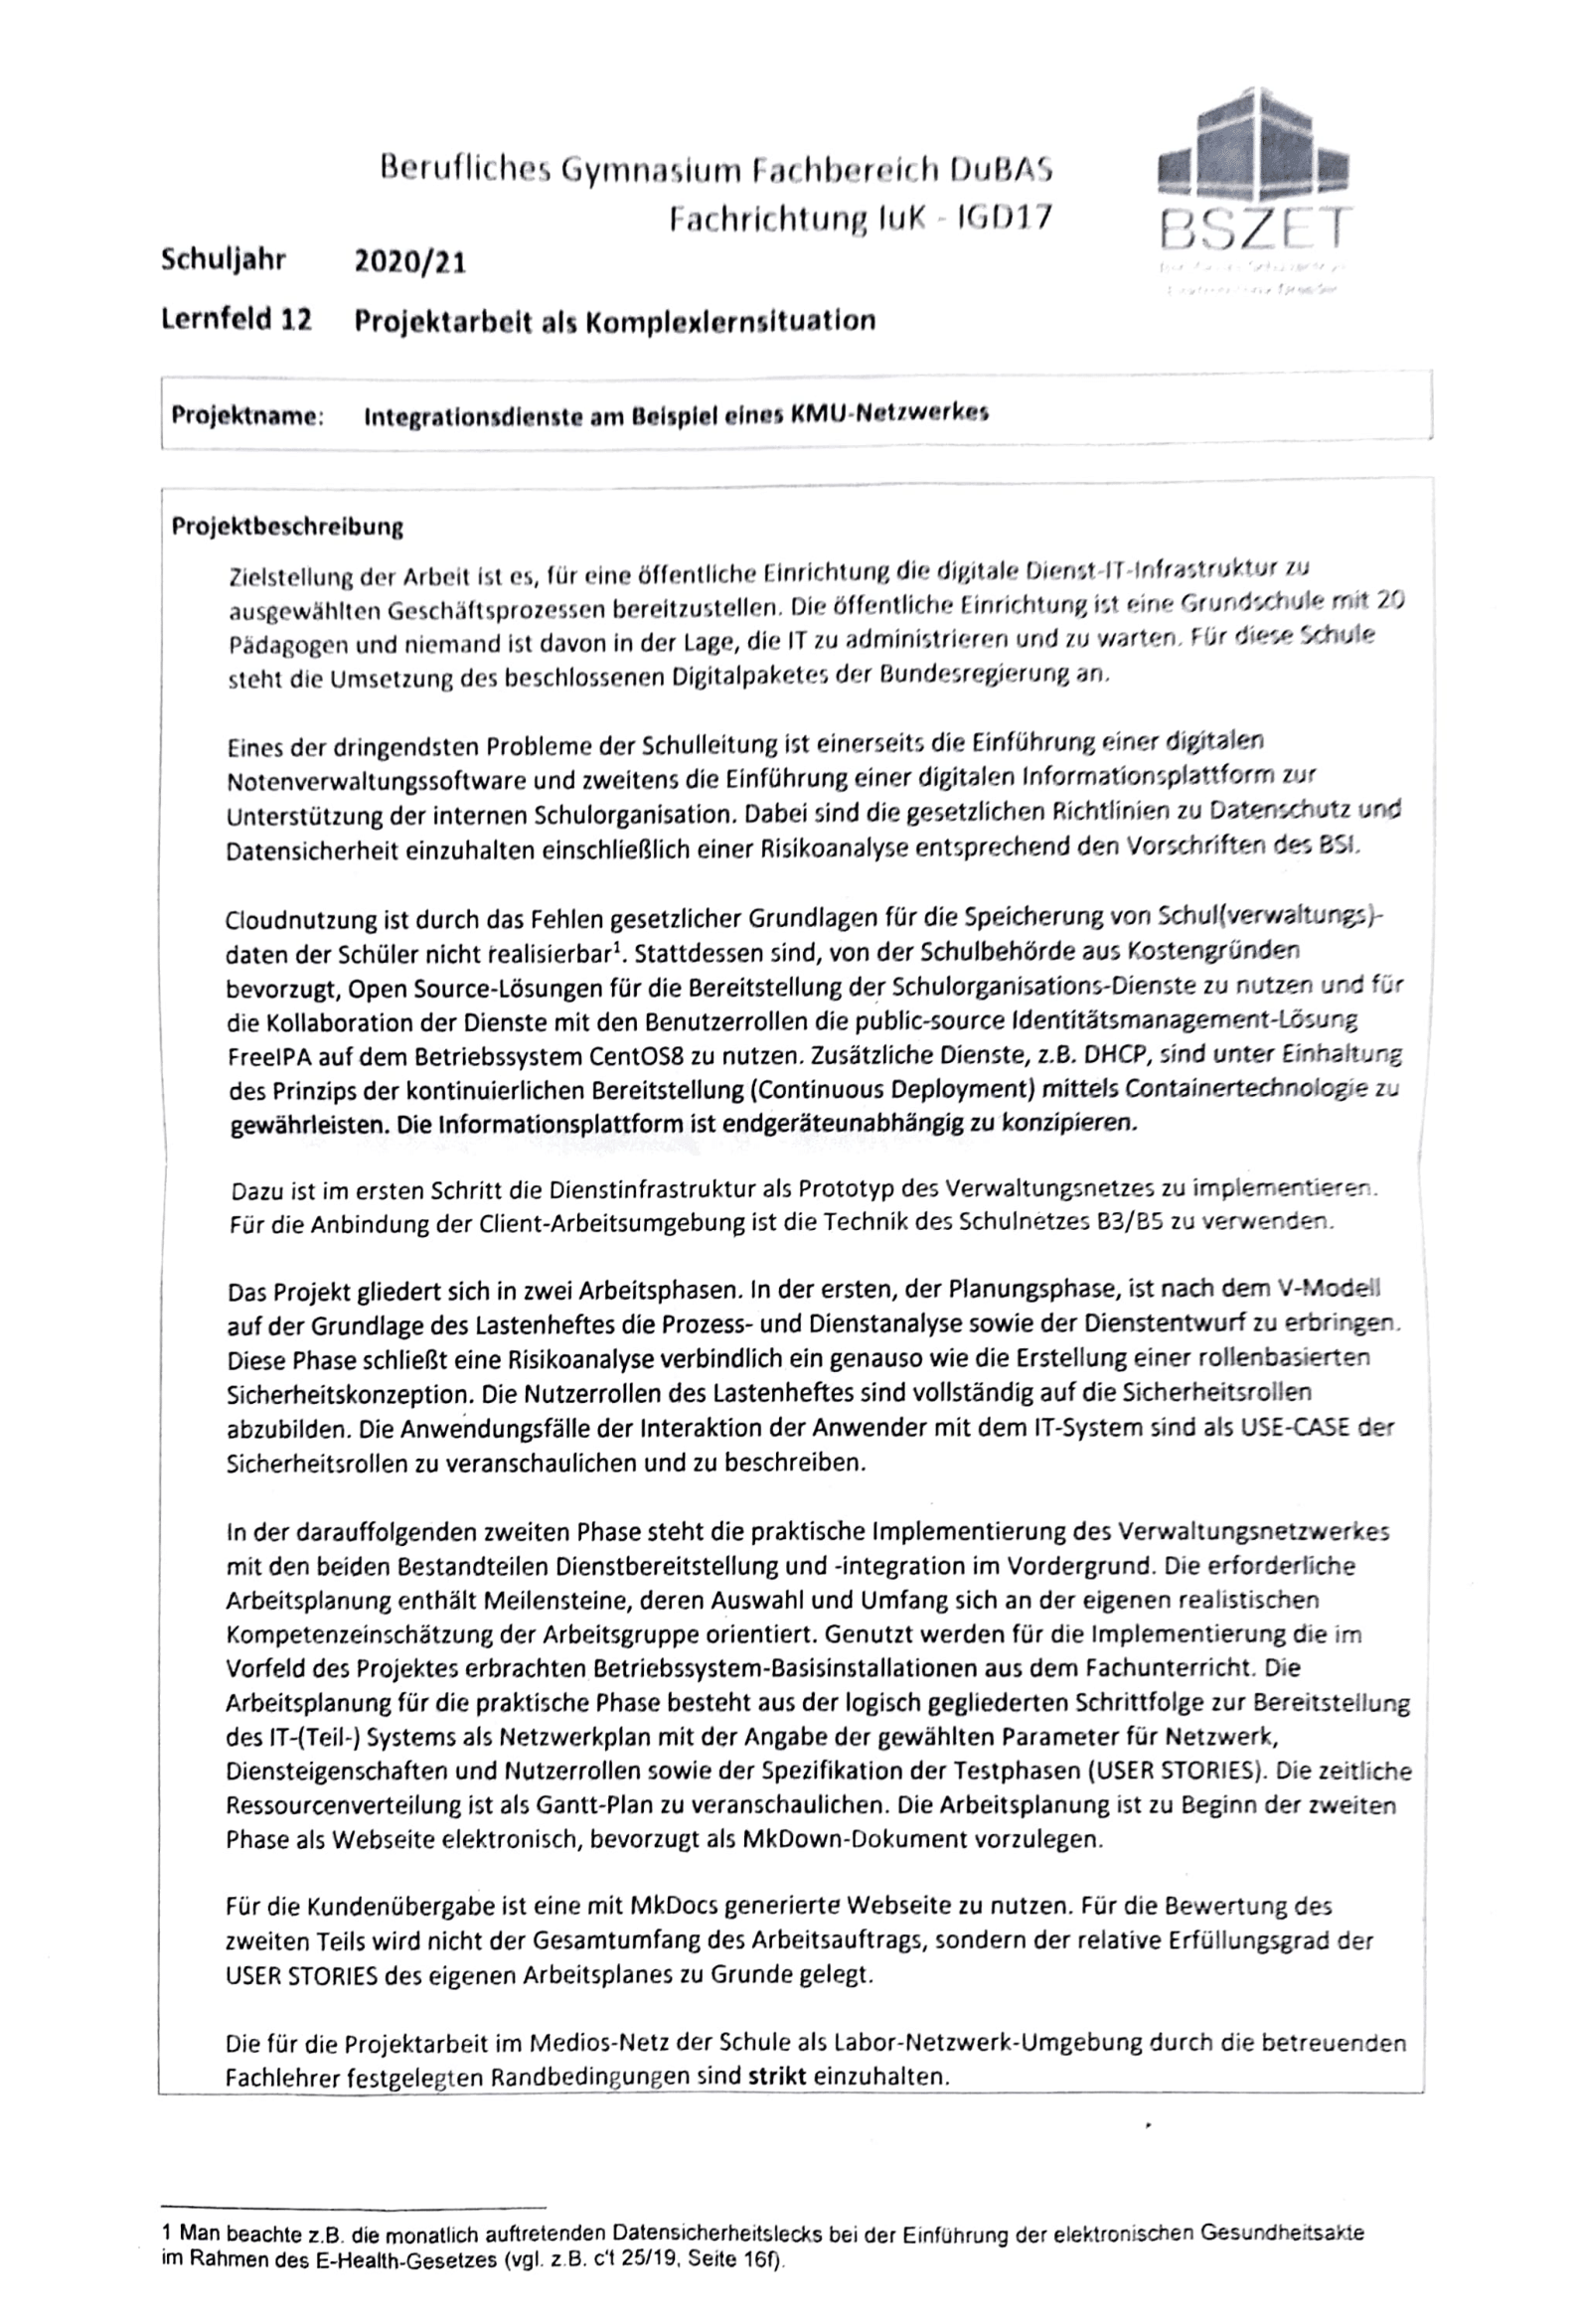 Berufliches Gymnasium Fachbereich DuBAS
Fachrichtung IuK - IGD17
BSZET
Schuljahr 2020/21
Lernfeld 12 Projektarbeit als Komplexlernsituation
Projektname: Integrationsdienste am Beispiel eines KMU-Netzwerkes
Projektbeschreibung
Zielstellung der Arbeit ist es, für eine öffentliche Einrichtung die digitale Dienst-IT-Infrastruktur zu
ausgewählten Geschäftsprozessen bereitzustellen. Die öffentliche Einrichtung ist eine Grundschule mit 20
Pädagogen und niemand ist davon in der Lage, die IT zu administrieren und zu warten. Für diese Schule
steht die Umsetzung des beschlossenen Digitalpaketes der Bundesregierung an.
Eines der dringendsten Probleme der Schulleitung ist einerseits die Einführung einer digitalen
Notenverwaltungssoftware und zweitens die Einführung einer digitalen Informationsplattform zur
Unterstützung der internen Schulorganisation. Dabei sind die gesetzlichen Richtlinien zu Datenschutz und
Datensicherheit einzuhalten einschließlich einer Risikoanalyse entsprechend den Vorschriften des BSI.
Cloudnutzung ist durch das Fehlen gesetzlicher Grundlagen für die Speicherung von Schul(verwaltungs)-
daten der Schüler nicht realisierbar¹. Stattdessen sind, von der Schulbehörde aus Kostengründen
bevorzugt, Open Source-Lösungen für die Bereitstellung der Schulorganisations-Dienste zu nutzen und für
die Kollaboration der Dienste mit den Benutzerrollen die public-source Identitätsmanagement-Lösung
FreeIPA auf dem Betriebssystem CentOS8 zu nutzen. Zusätzliche Dienste, z.B. DHCP, sind unter Einhaltung
des Prinzips der kontinuierlichen Bereitstellung (Continuous Deployment) mittels Containertechnologie zu
gewährleisten. Die Informationsplattform ist endgeräteunabhängig zu konzipieren.
Dazu ist im ersten Schritt die Dienstinfrastruktur als Prototyp des Verwaltungsnetzes zu implementieren.
Für die Anbindung der Client-Arbeitsumgebung ist die Technik des Schulnetzes B3/B5 zu verwenden.
Das Projekt gliedert sich in zwei Arbeitsphasen. In der ersten, der Planungsphase, ist nach dem V-Modell
auf der Grundlage des Lastenheftes die Prozess- und Dienstanalyse sowie der Dienstentwurf zu erbringen.
Diese Phase schließt eine Risikoanalyse verbindlich ein genauso wie die Erstellung einer rollenbasierten
Sicherheitskonzeption. Die Nutzerrollen des Lastenheftes sind vollständig auf die Sicherheitsrollen
abzubilden. Die Anwendungsfälle der Interaktion der Anwender mit dem IT-System sind als USE-CASE der
Sicherheitsrollen zu veranschaulichen und zu beschreiben.
In der darauffolgenden zweiten Phase steht die praktische Implementierung des Verwaltungsnetzwerkes
mit den beiden Bestandteilen Dienstbereitstellung und -integration im Vordergrund. Die erforderliche
Arbeitsplanung enthält Meilensteine, deren Auswahl und Umfang sich an der eigenen realistischen
Kompetenzeinschätzung der Arbeitsgruppe orientiert. Genutzt werden für die Implementierung die im
Vorfeld des Projektes erbrachten Betriebssystem-Basisinstallationen aus dem Fachunterricht. Die
Arbeitsplanung für die praktische Phase besteht aus der logisch gegliederten Schrittfolge zur Bereitstellung
des IT-(Teil-) Systems als Netzwerkplan mit der Angabe der gewählten Parameter für Netzwerk,
Diensteigenschaften und Nutzerrollen sowie der Spezifikation der Testphasen (USER STORIES). Die zeitliche
Ressourcenverteilung ist als Gantt-Plan zu veranschaulichen. Die Arbeitsplanung ist zu Beginn der zweiten
Phase als Webseite elektronisch, bevorzugt als MkDown-Dokument vorzulegen.
Für die Kundenübergabe ist eine mit MkDocs generierte Webseite zu nutzen. Für die Bewertung des
zweiten Teils wird nicht der Gesamtumfang des Arbeitsauftrags, sondern der relative Erfüllungsgrad der
USER STORIES des eigenen Arbeitsplanes zu Grunde gelegt.
Die für die Projektarbeit im Medios-Netz der Schule als Labor-Netzwerk-Umgebung durch die betreuenden
Fachlehrer festgelegten Randbedingungen sind strikt einzuhalten.
1 Man beachte z.B. die monatlich auftretenden Datensicherheitslecks bei der Einführung der elektronischen Gesundheitsakte
im Rahmen des E-Health-Gesetzes (vgl. z.B. c't 25/19, Seite 16f).